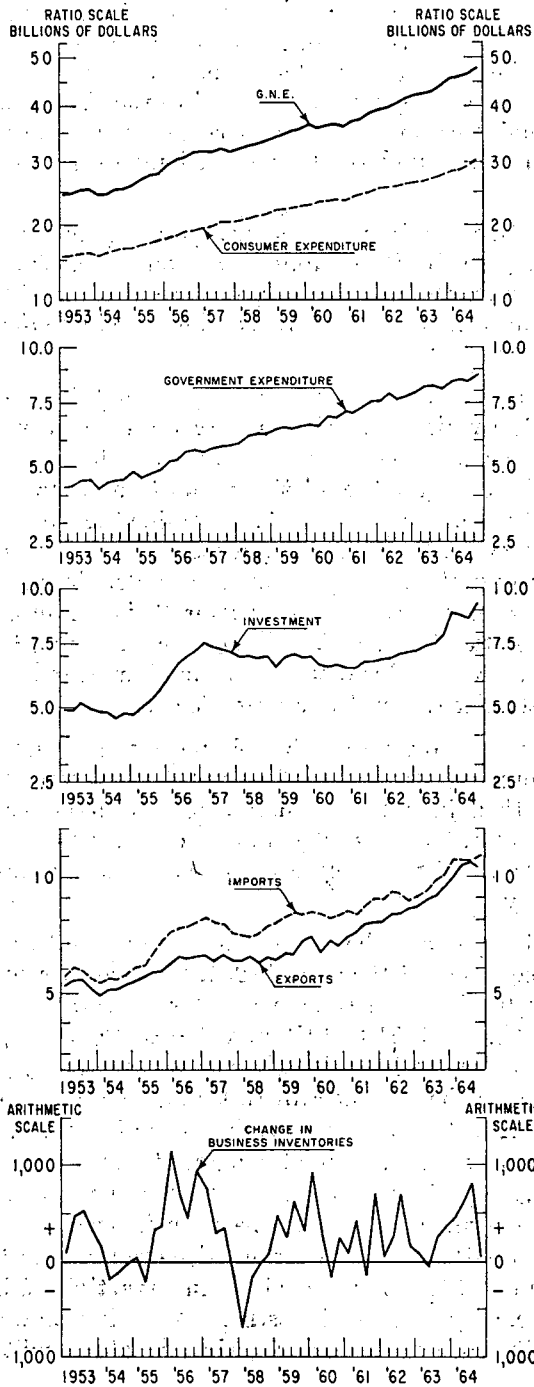 RATIO SCALE RATIO SCALE
BILLIONS OF DOLLARS BILLIONS OF DOLLARS
50 50
G.N.E.
40 40
30 30
20 20
CONSUMER EXPENDITURE
10 10
1953 '54 '55 '56 '57 '58 '59 '60 '61 '62 '63 '64
10.0 10.0
GOVERNMENT EXPENDITURE
7.5 7.5
5.0 5.0
2.5 2.5
1953 '54 '55 '56 '57 '58 '59 '60 '61 '62 '63 '64
10.0 10.0
INVESTMENT
7.5 7.5
5.0 5.0
2.5 2.5
1953 '54 '55 '56 '57 '58 '59 '60 '61 '62 '63 '64
10 10
IMPORTS
5 5
EXPORTS
1953 '54 '55 '56 '57 '58 '59 '60 '61 '62 '63 '64
ARITHMETIC ARITHMETI
SCALE SCALE
CHANGE IN
BUSINESS INVENTORIES
1,000 1,000
+ +
0 0
− −
1,000 1,000
1953 '54 '55 '56 '57 '58 '59 '60 '61 '62 '63 '64